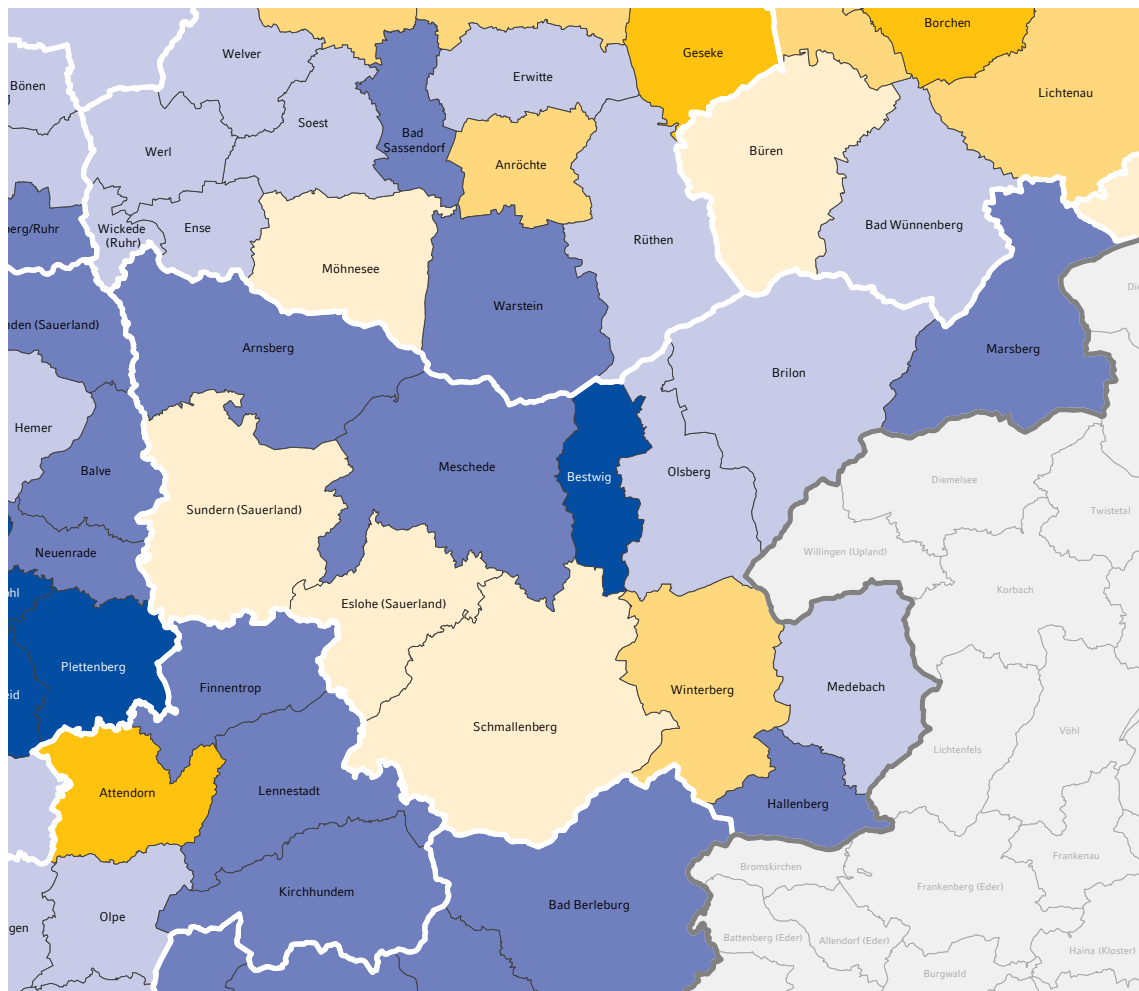 Borchen
Geseke
Welver
Erwitte
Bönen
Lichtenau
Soest
Bad
Sassendorf
Werl
Büren
Anröchte
Wickede
(Ruhr)
Ense
Bad Wünnenberg
Rüthen
Möhnesee
Warstein
Arnsberg
Marsberg
Brilon
Hemer
Balve
Meschede
Olsberg
Bestwig
Diemelsee
Sundern (Sauerland)
Twistetal
Neuenrade
Willingen (Upland)
Korbach
Eslohe (Sauerland)
Plettenberg
Finnentrop
Winterberg
Medebach
Schmallenberg
Vöhl
Lichtenfels
Attendorn
Lennestadt
Hallenberg
Frankenau
Bromskirchen
Frankenberg (Eder)
Kirchhundem
Bad Berleburg
Olpe
Battenberg (Eder)
Allendorf (Eder)
Haina (Kloster)
Burgwald